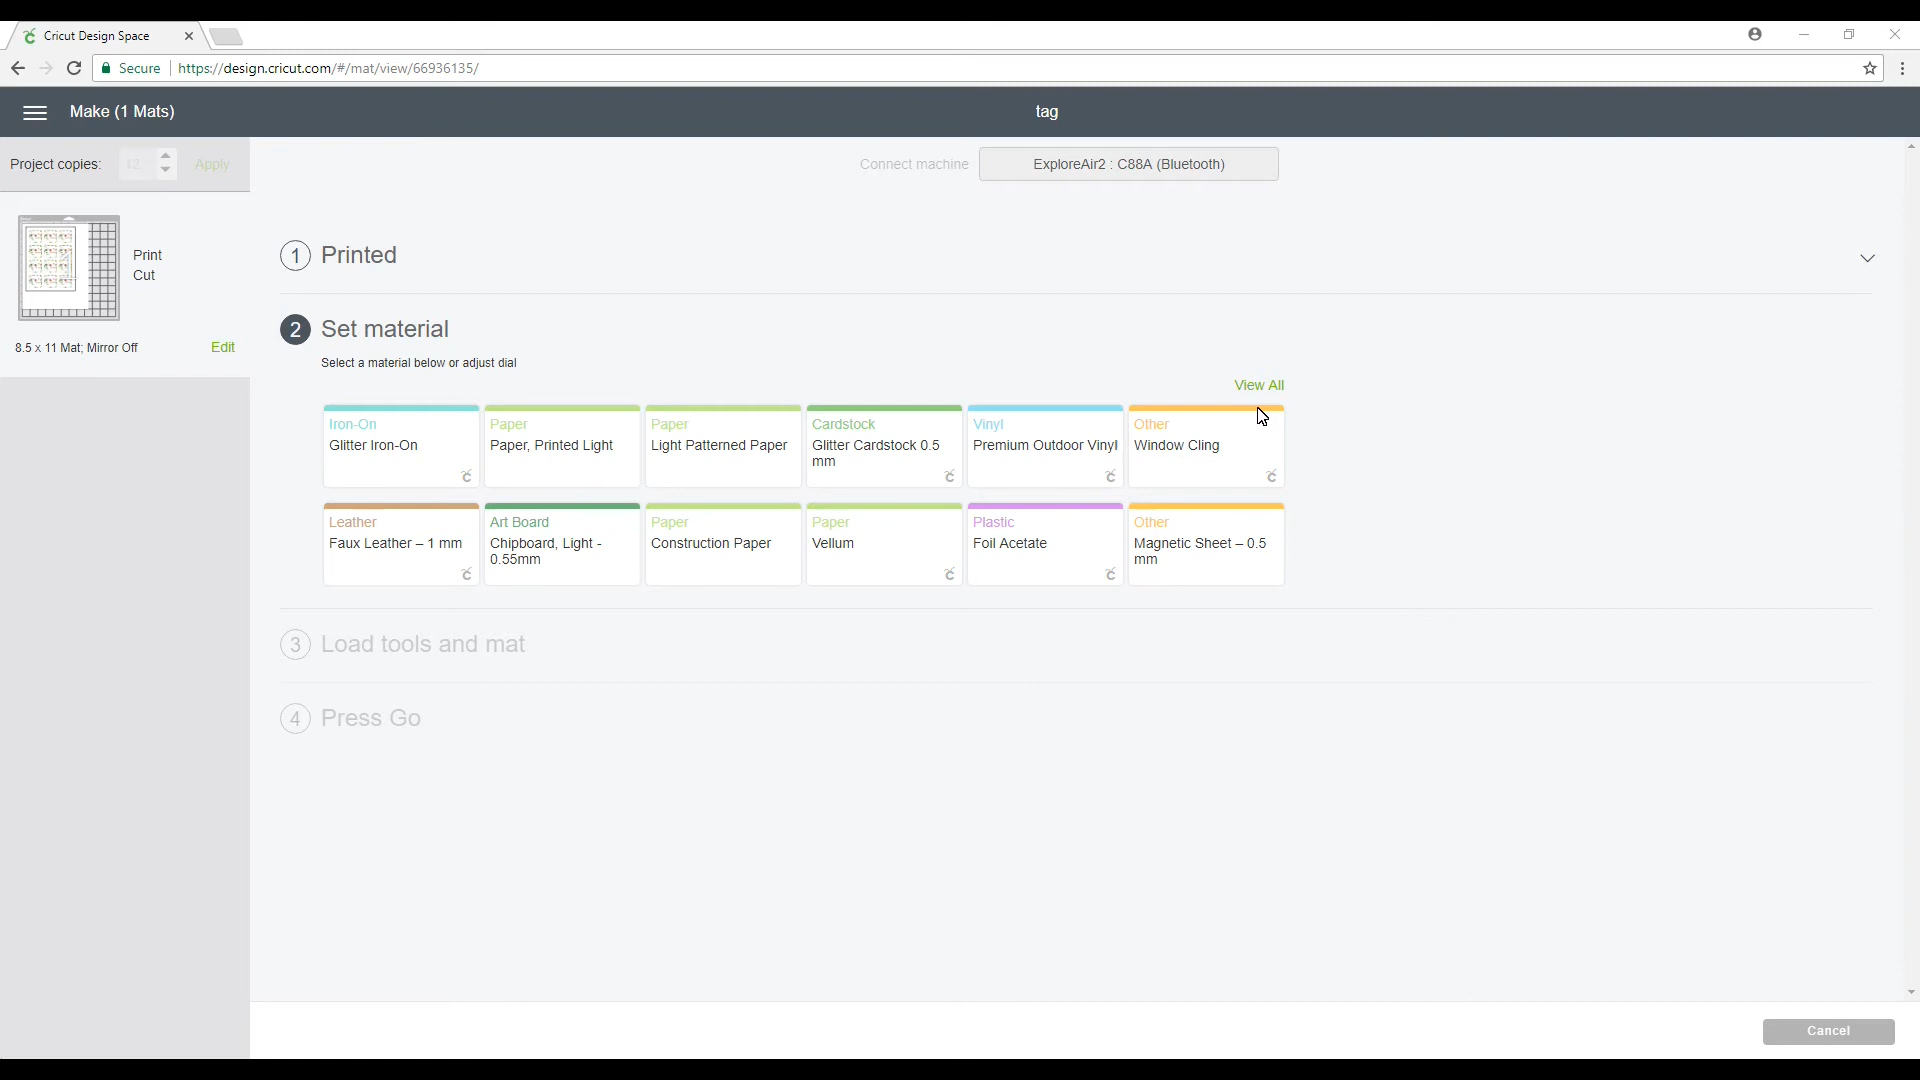 Cricut Design Space
Secure
https://design.cricut.com/#/mat/view/66936135/
Make (1 Mats)
tag
Project copies:
12
Apply
Connect machine
ExploreAir2 : C88A (Bluetooth)
Print
Cut
8.5 x 11 Mat; Mirror Off
Edit
1 Printed
2 Set material
Select a material below or adjust dial
View All
Iron-On
Glitter Iron-On
Paper
Paper, Printed Light
Paper
Light Patterned Paper
Cardstock
Glitter Cardstock 0.5
mm
Vinyl
Premium Outdoor Vinyl
Other
Window Cling
Leather
Faux Leather – 1 mm
Art Board
Chipboard, Light -
0.55mm
Paper
Construction Paper
Paper
Vellum
Plastic
Foil Acetate
Other
Magnetic Sheet – 0.5
mm
3 Load tools and mat
4 Press Go
Cancel